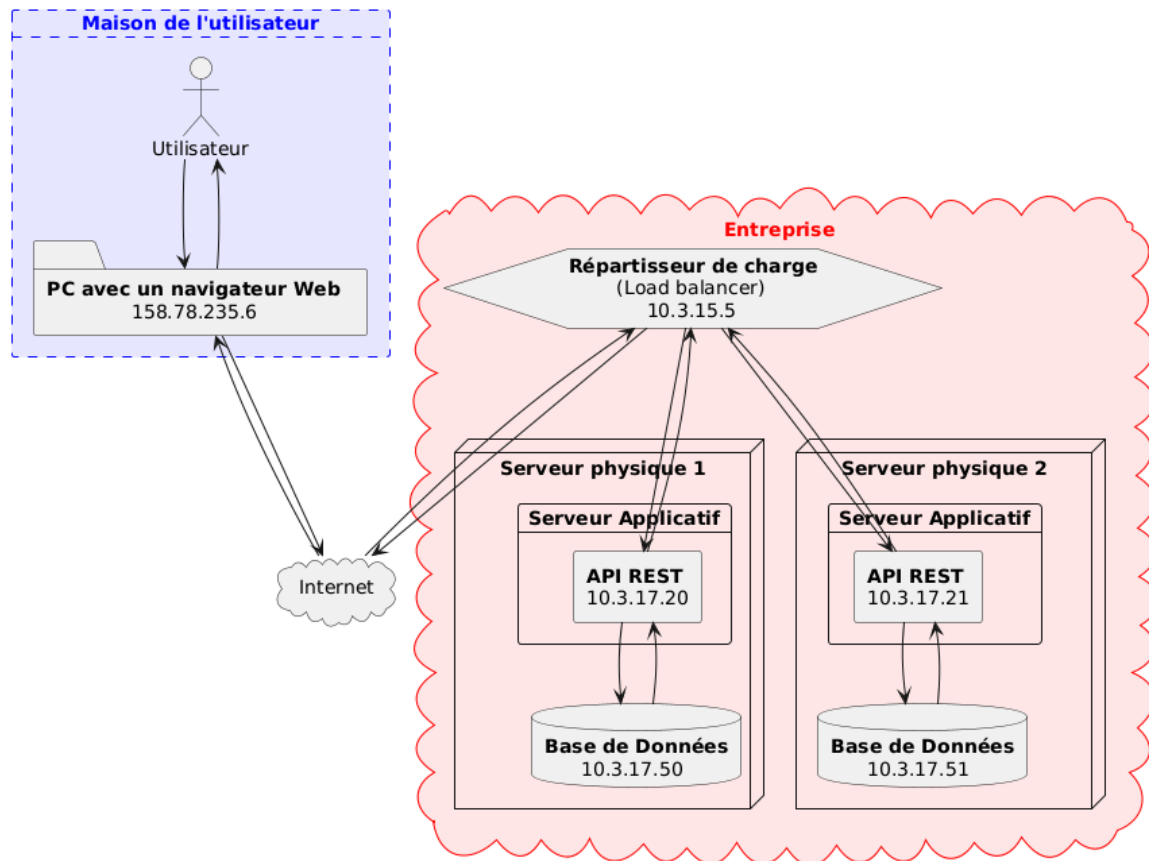 Maison de l'utilisateur
Utilisateur
PC avec un navigateur Web
158.78.235.6
Internet
Entreprise
Répartisseur de charge
(Load balancer)
10.3.15.5
Serveur physique 1
Serveur Applicatif
API REST
10.3.17.20
Base de Données
10.3.17.50
Serveur physique 2
Serveur Applicatif
API REST
10.3.17.21
Base de Données
10.3.17.51